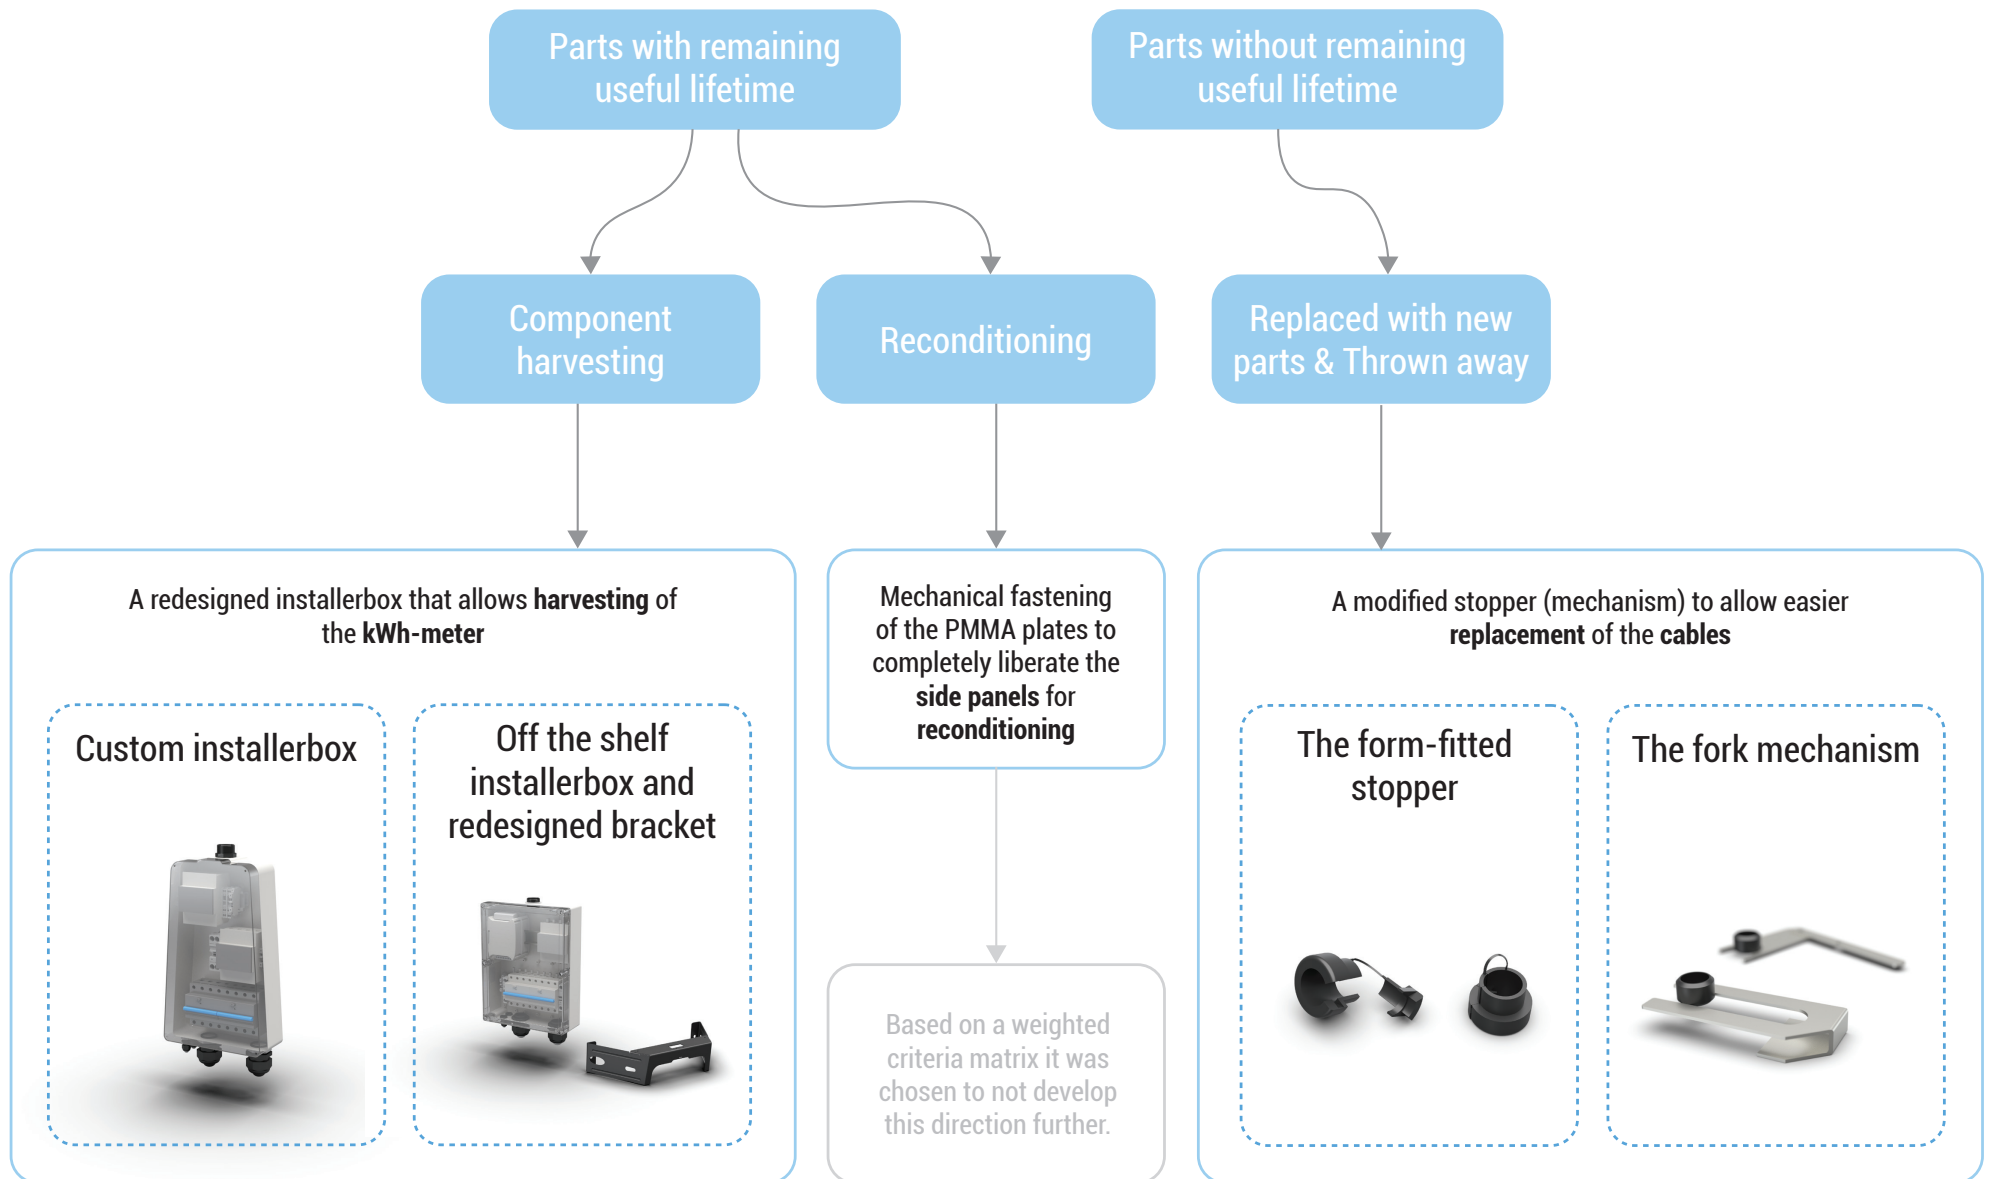 Parts with remaining
useful lifetime
Parts without remaining
useful lifetime
Component
harvesting
Reconditioning
Replaced with new
parts & Thrown away
A redesigned installerbox that allows harvesting of
the kWh-meter
Custom installerbox
Off the shelf
installerbox and
redesigned bracket
Mechanical fastening
of the PMMA plates to
completely liberate the
side panels for
reconditioning
Based on a weighted
criteria matrix it was
chosen to not develop
this direction further.
A modified stopper (mechanism) to allow easier
replacement of the cables
The form-fitted
stopper
The fork mechanism